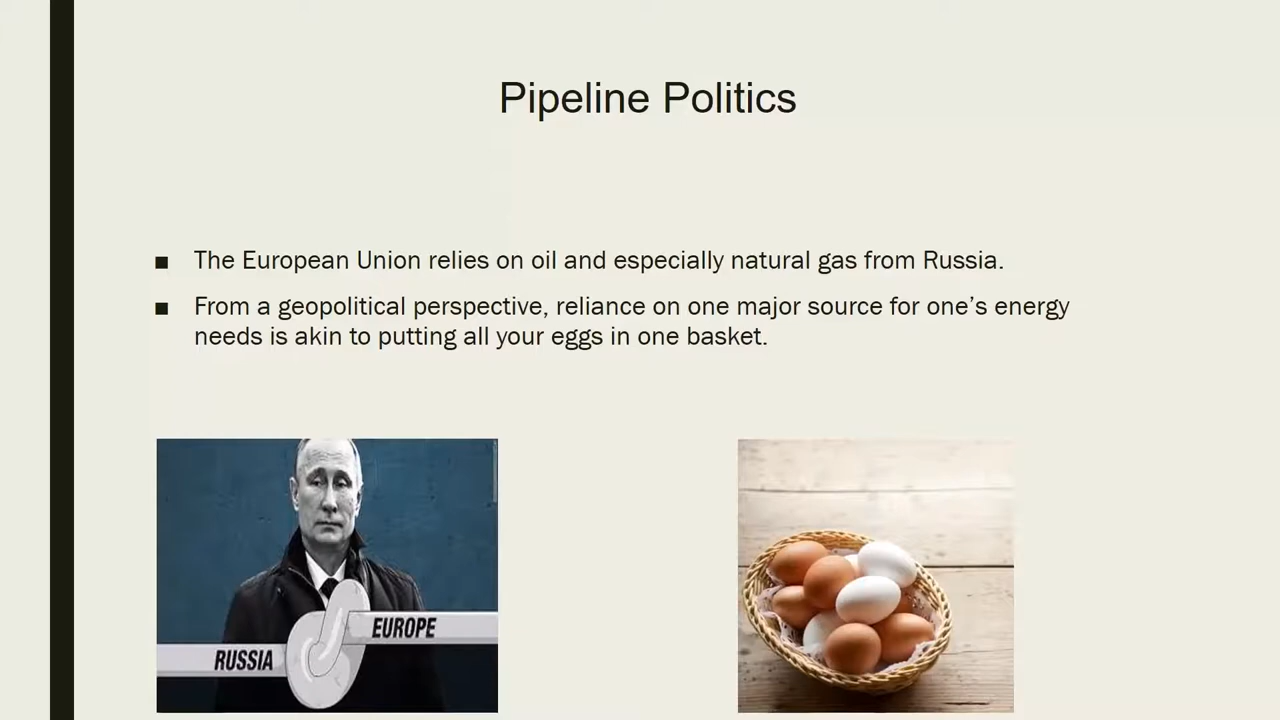 Pipeline Politics
■ The European Union relies on oil and especially natural gas from Russia.
■ From a geopolitical perspective, reliance on one major source for one’s energy
needs is akin to putting all your eggs in one basket.
EUROPE
RUSSIA